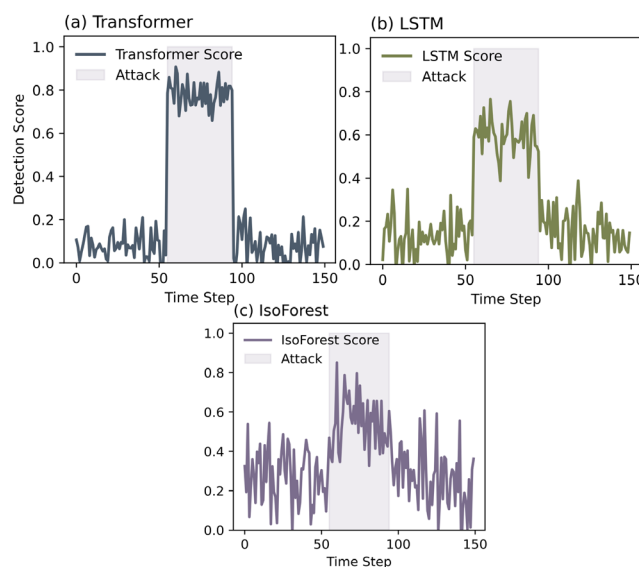 (a) Transformer
1.0
0.8
0.6
0.4
0.2
0.0
Detection Score
Transformer Score
Attack
0
50
100
150
Time Step
(b) LSTM
1.0
0.8
0.6
0.4
0.2
0.0
LSTM Score
Attack
0
50
100
150
Time Step
(c) IsoForest
1.0
0.8
0.6
0.4
0.2
0.0
IsoForest Score
Attack
0
50
100
150
Time Step